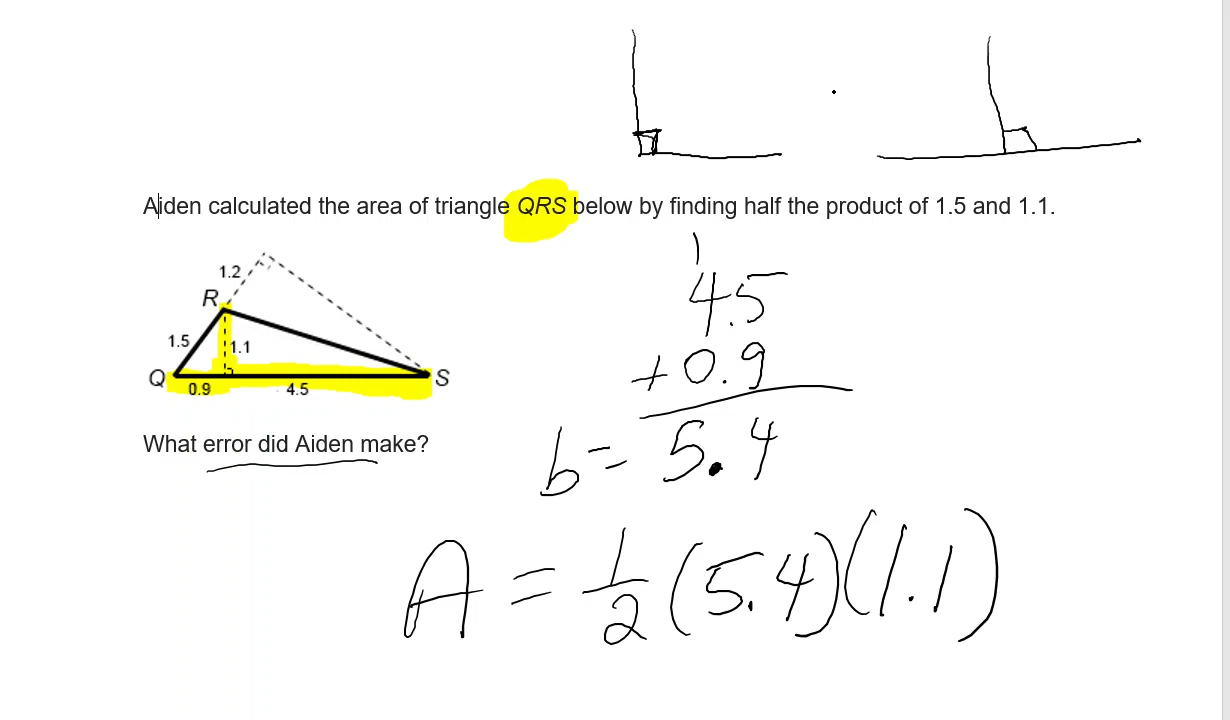 Aiden calculated the area of triangle QRS below by finding half the product of 1.5 and 1.1.
1.2
R
1.5
1.1
Q
S
0.9
4.5
What error did Aiden make?
1
4.5
+ 0.9
b = 5.4
A = 1/2 (5.4)(1.1)